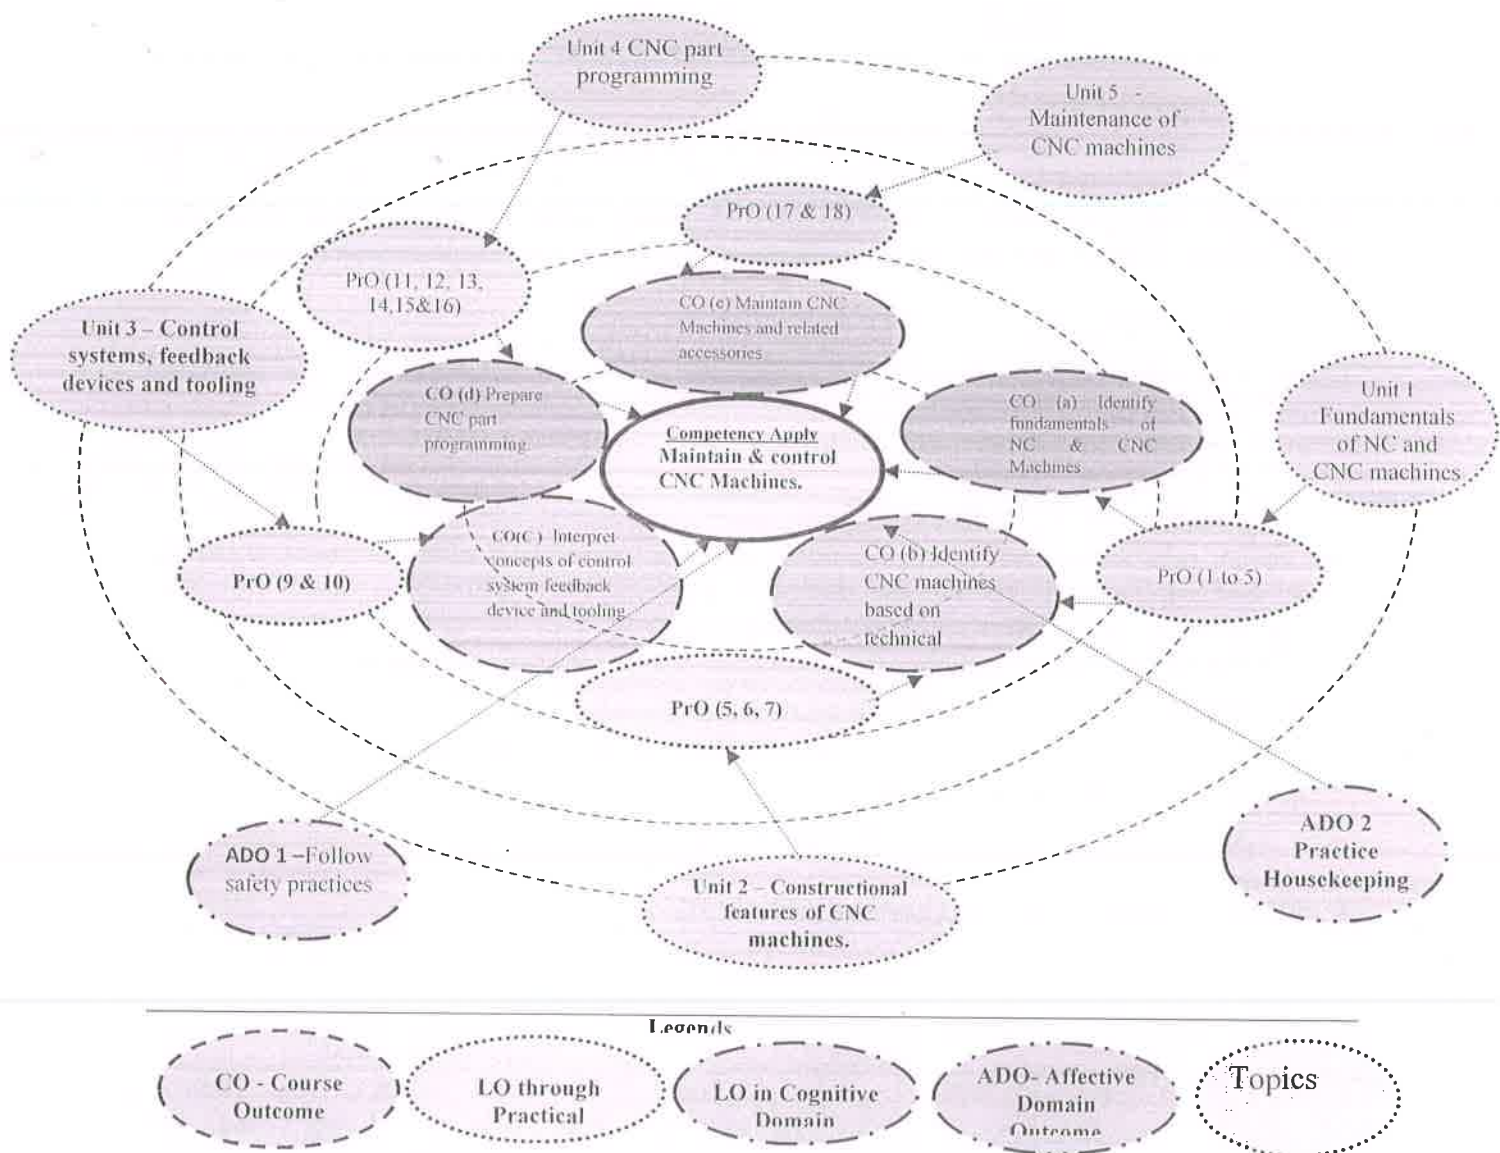 Unit 4 CNC part
programming
Unit 5 -
Maintenance of
CNC machines
PrO (17 & 18)
PrO (11, 12, 13,
14,15&16)
Unit 3 – Control
systems, feedback
devices and tooling
CO (e) Maintain CNC
Machines and related
accessories
CO (d) Prepare
CNC part
programming.
Competency Apply
Maintain & control
CNC Machines.
CO (a) Identify
fundamentals of
NC & CNC
Machines
Unit 1
Fundamentals
of NC and
CNC machines
CO(C ) Interpret
concepts of control
system feedback
device and tooling
CO (b) Identify
CNC machines
based on
technical
PrO (9 & 10)
PrO (1 to 5)
PrO (5, 6, 7)
ADO 1 –Follow
safety practices
Unit 2 – Constructional
features of CNC
machines.
ADO 2
Practice
Housekeeping
Legends
CO - Course
Outcome
LO through
Practical
LO in Cognitive
Domain
ADO- Affective
Domain
Outcome
Topics